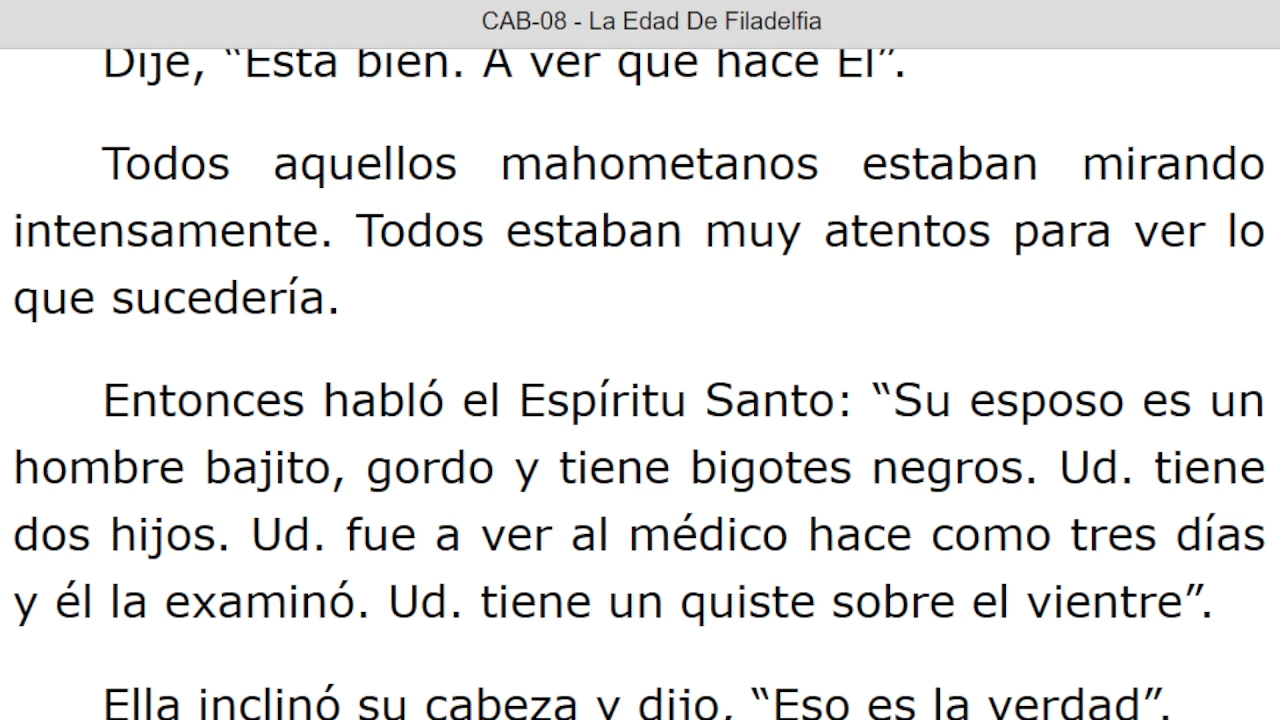 CAB-08 - La Edad De Filadelfia
Dije, “Está bien. A ver qué hace El”.
Todos aquellos mahometanos estaban mirando
intensamente. Todos estaban muy atentos para ver lo
que sucedería.
Entonces habló el Espíritu Santo: “Su esposo es un
hombre bajito, gordo y tiene bigotes negros. Ud. tiene
dos hijos. Ud. fue a ver al médico hace como tres días
y él la examinó. Ud. tiene un quiste sobre el vientre”.
Ella inclinó su cabeza y dijo, “Eso es la verdad”.